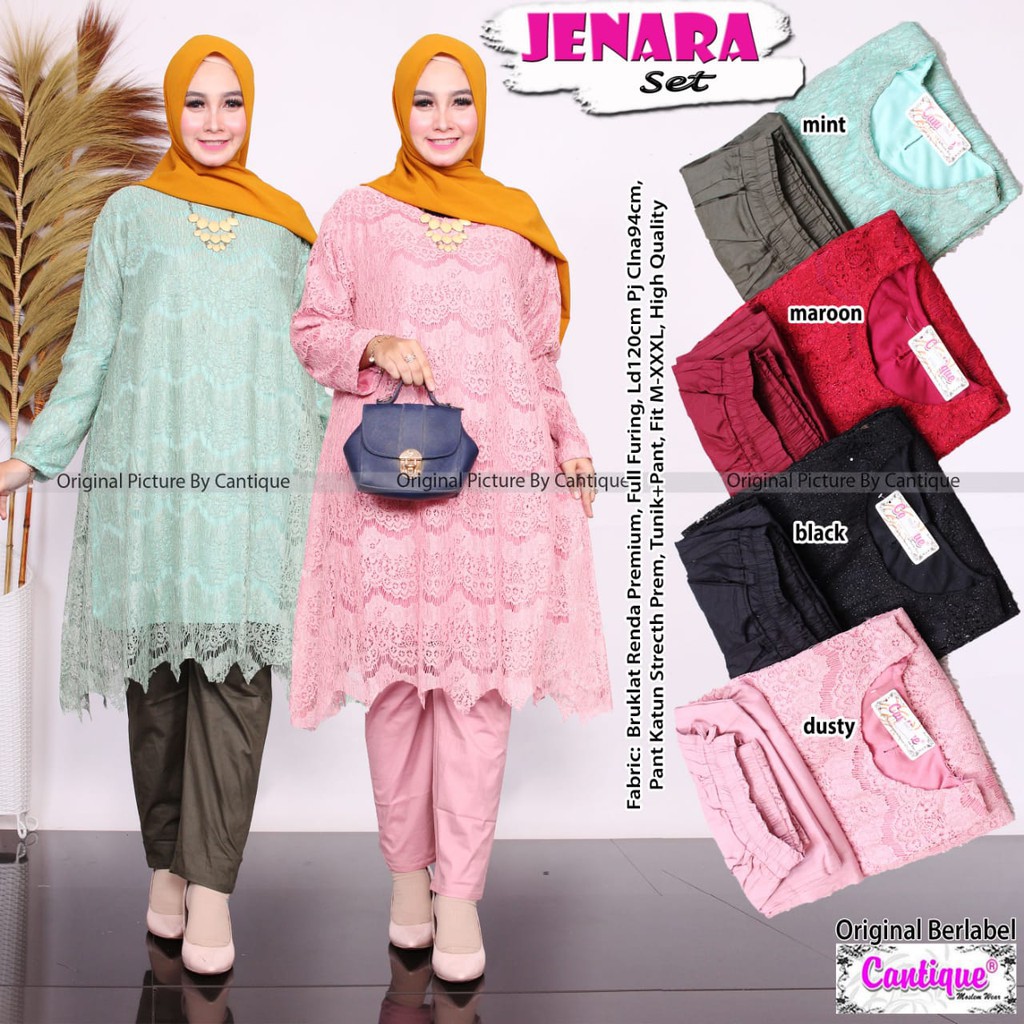 JENARA
Set
mint
maroon
black
dusty
Fabric: Bruklat Renda Premium, Full Furing, Ld120cm Pj Clna94cm,
Pant Katun Strecth Prem, Tunik+Pant, Fit M-XXXL, High Quality
Original Picture By Cantique
Original Picture By Cantique
Original Picture By Cantique
Original Berlabel
Cantique®
Moslem Wear